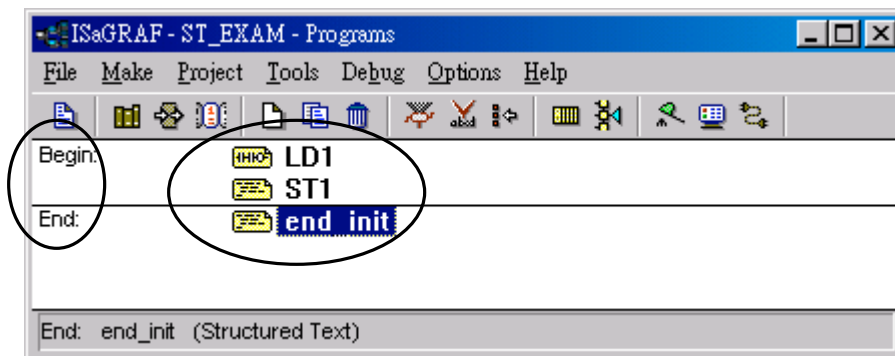 ISaGRAF - ST_EXAM - Programs
File Make Project Tools Debug Options Help
Begin: LD1
ST1
End: end_init
End: end_init (Structured Text)